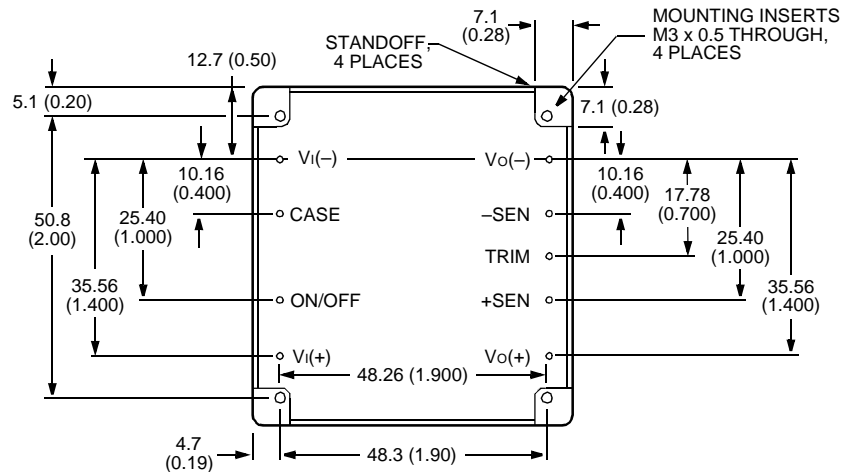 7.1
(0.28)
MOUNTING INSERTS
M3 x 0.5 THROUGH,
4 PLACES
STANDOFF,
4 PLACES
12.7 (0.50)
5.1 (0.20)
7.1 (0.28)
VI(–)
VO(–)
10.16
(0.400)
10.16
(0.400)
17.78
(0.700)
50.8
(2.00)
25.40
(1.000)
CASE
–SEN
25.40
(1.000)
TRIM
35.56
(1.400)
35.56
(1.400)
ON/OFF
+SEN
VI(+)
VO(+)
48.26 (1.900)
4.7
(0.19)
48.3 (1.90)